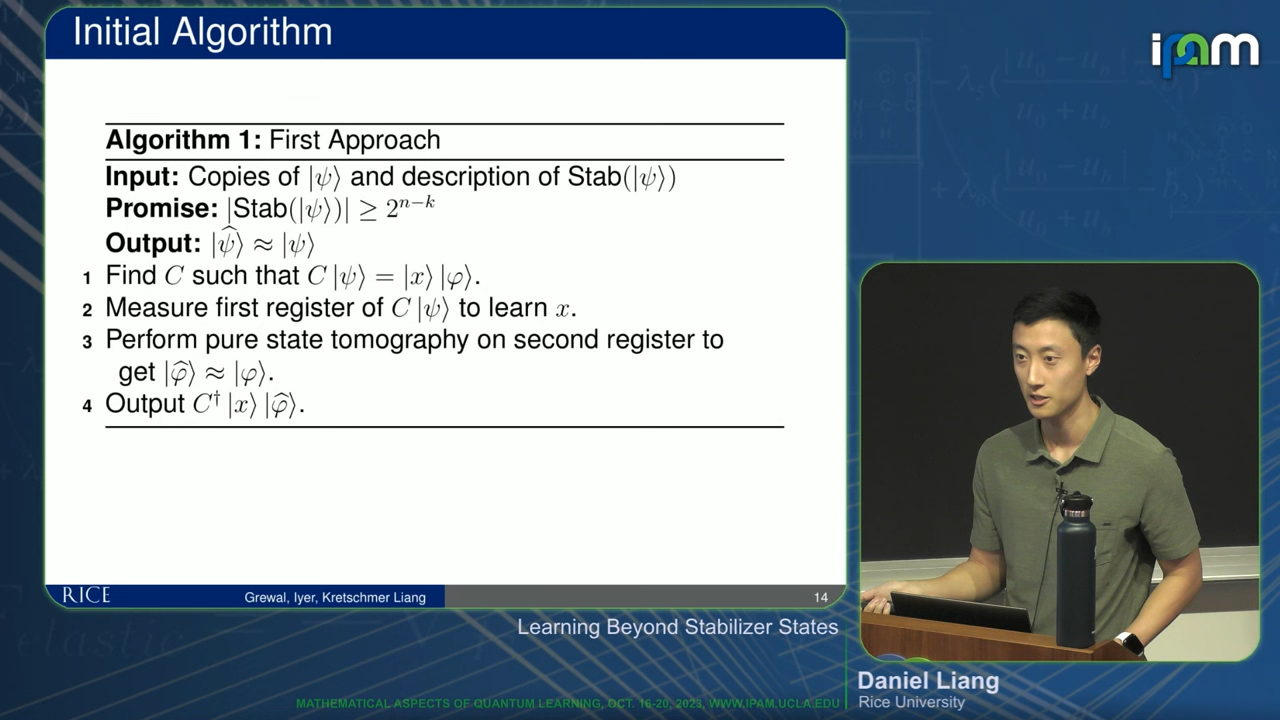 Initial Algorithm
ipam
Algorithm 1: First Approach
Input: Copies of |ψ⟩ and description of Stab(|ψ⟩)
Promise: |Stab(|ψ⟩)| ≥ 2^{n−k}
Output: |ψ̂⟩ ≈ |ψ⟩
1 Find C such that C |ψ⟩ = |x⟩ |φ⟩.
2 Measure first register of C |ψ⟩ to learn x.
3 Perform pure state tomography on second register to
get |φ̂⟩ ≈ |φ⟩.
4 Output C† |x⟩ |φ̂⟩.
RICE
Grewal, Iyer, Kretschmer Liang
14
Learning Beyond Stabilizer States
Daniel Liang
Rice University
MATHEMATICAL ASPECTS OF QUANTUM LEARNING, OCT. 16-20, 2023, WWW.IPAM.UCLA.EDU